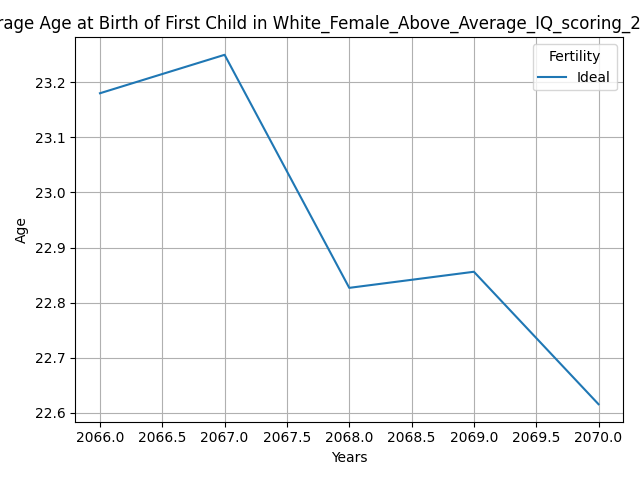 rage Age at Birth of First Child in White_Female_Above_Average_IQ_scoring_2
Fertility
Ideal
23.2
23.1
23.0
22.9
22.8
22.7
22.6
Age
2066.0 2066.5 2067.0 2067.5 2068.0 2068.5 2069.0 2069.5 2070.0
Years